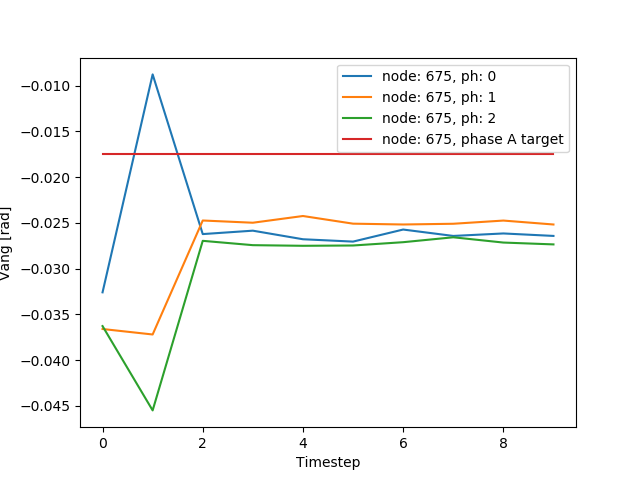 node: 675, ph: 0
node: 675, ph: 1
node: 675, ph: 2
node: 675, phase A target
−0.010
−0.015
−0.020
−0.025
−0.030
−0.035
−0.040
−0.045
Vang [rad]
0 2 4 6 8
Timestep